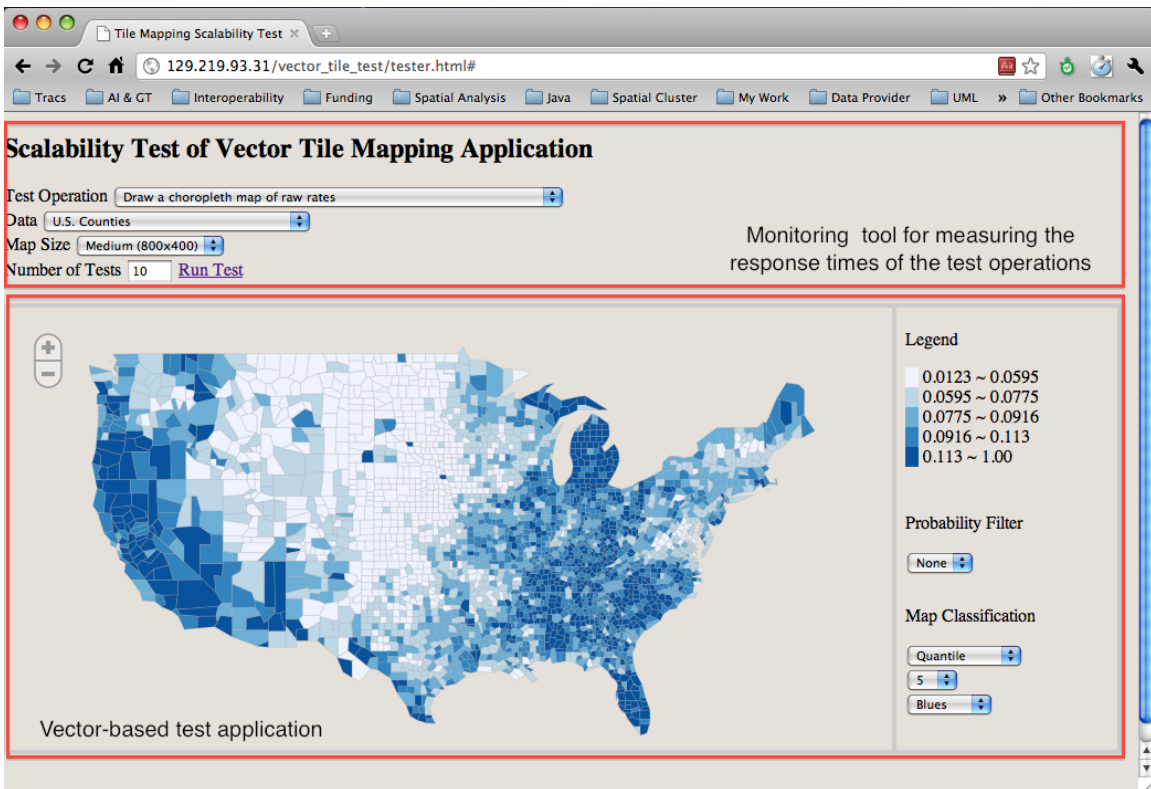 Tile Mapping Scalability Test
129.219.93.31/vector_tile_test/tester.html#
Tracs AI & GT Interoperability Funding Spatial Analysis Java Spatial Cluster My Work Data Provider UML » Other Bookmarks
Scalability Test of Vector Tile Mapping Application
Test Operation Draw a choropleth map of raw rates
Data U.S. Counties
Map Size Medium (800x400)
Number of Tests 10 Run Test
Monitoring tool for measuring the
response times of the test operations
Legend
0.0123 ~ 0.0595
0.0595 ~ 0.0775
0.0775 ~ 0.0916
0.0916 ~ 0.113
0.113 ~ 1.00
Probability Filter
None
Map Classification
Quantile
5
Blues
Vector-based test application